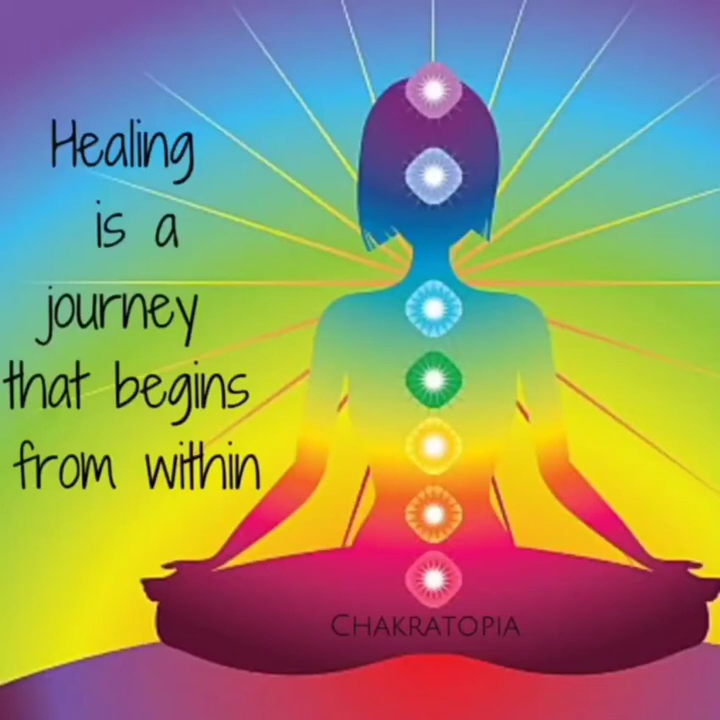 Healing
is a
journey
that begins
from within
CHAKRATOPIA